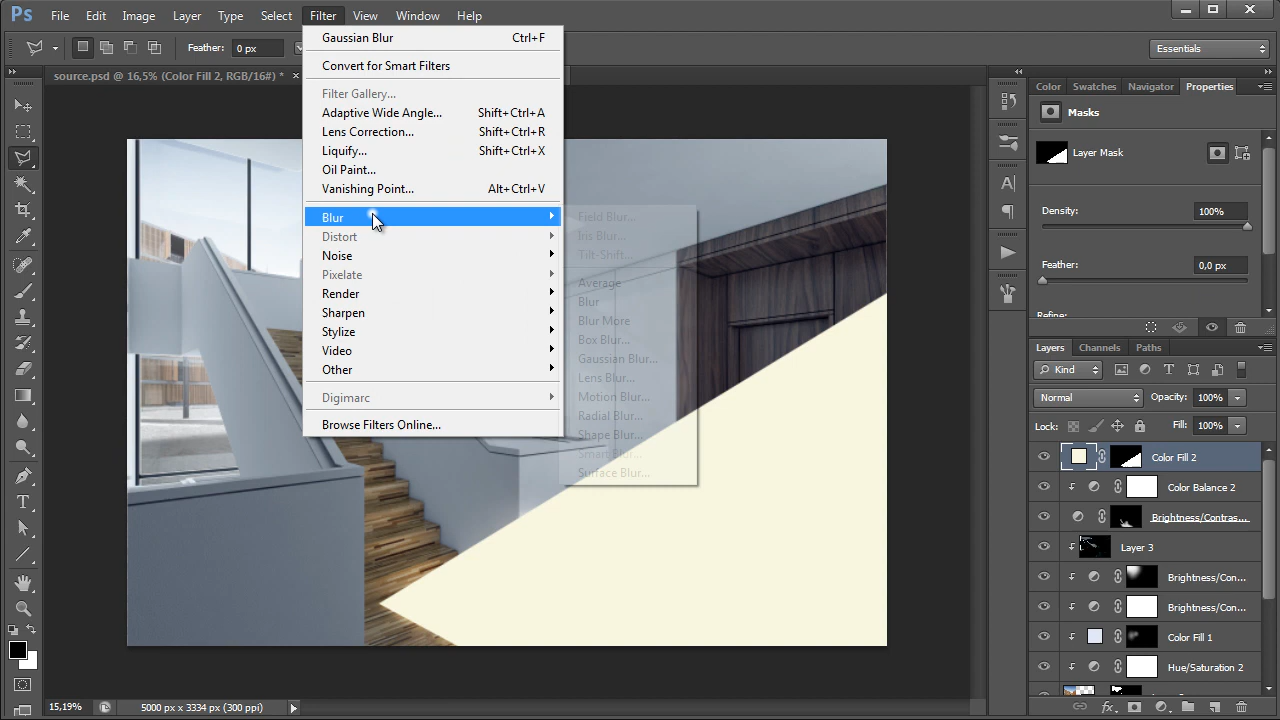 Ps File Edit Image Layer Type Select Filter View Window Help
Feather: 0 px
Essentials
source.psd @ 16,5% (Color Fill 2, RGB/16#) * ×
Gaussian Blur Ctrl+F
Convert for Smart Filters
Filter Gallery...
Adaptive Wide Angle... Shift+Ctrl+A
Lens Correction... Shift+Ctrl+R
Liquify... Shift+Ctrl+X
Oil Paint...
Vanishing Point... Alt+Ctrl+V
Blur
Distort
Noise
Pixelate
Render
Sharpen
Stylize
Video
Other
Digimarc
Browse Filters Online...
Field Blur...
Iris Blur...
Tilt-Shift...
Average
Blur
Blur More
Box Blur...
Gaussian Blur...
Lens Blur...
Motion Blur...
Radial Blur...
Shape Blur...
Smart Blur...
Surface Blur...
Color Swatches Navigator Properties
Masks
Layer Mask
Density: 100%
Feather: 0,0 px
Refine:
Layers Channels Paths
Kind
Normal Opacity: 100%
Lock: Fill: 100%
Color Fill 2
Color Balance 2
Brightness/Contras...
Layer 3
Brightness/Con...
Brightness/Con...
Color Fill 1
Hue/Saturation 2
15,19% 5000 px x 3334 px (300 ppi)